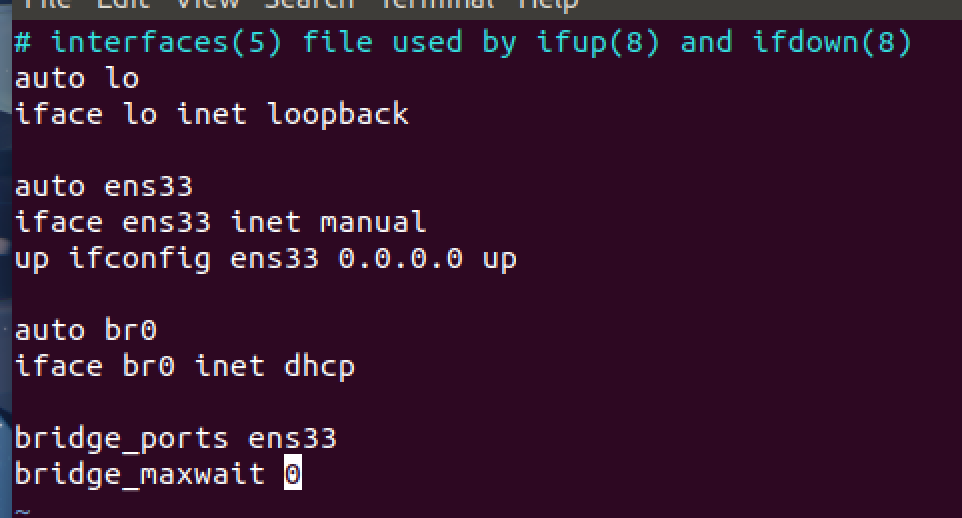 File Edit View Search Terminal Help
# interfaces(5) file used by ifup(8) and ifdown(8)
auto lo
iface lo inet loopback
auto ens33
iface ens33 inet manual
up ifconfig ens33 0.0.0.0 up
auto br0
iface br0 inet dhcp
bridge_ports ens33
bridge_maxwait 0
~